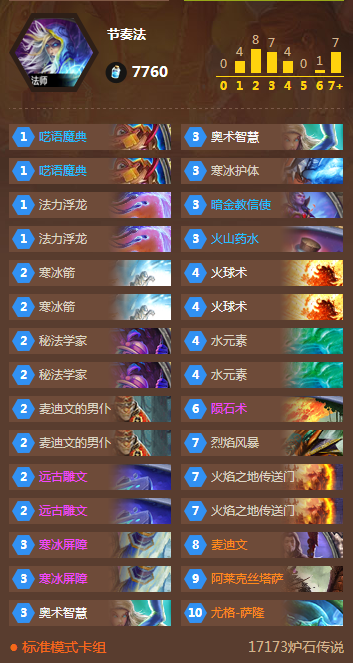 节奏法
法师
7760
0 4 8 7 4 0 1 7
0 1 2 3 4 5 6 7+
1 呓语魔典
1 呓语魔典
1 法力浮龙
1 法力浮龙
2 寒冰箭
2 寒冰箭
2 秘法学家
2 秘法学家
2 麦迪文的男仆
2 麦迪文的男仆
2 远古雕文
2 远古雕文
3 寒冰屏障
3 寒冰屏障
3 奥术智慧
3 奥术智慧
3 寒冰护体
3 暗金教信使
3 火山药水
4 火球术
4 火球术
4 水元素
4 水元素
6 陨石术
7 烈焰风暴
7 火焰之地传送门
7 火焰之地传送门
8 麦迪文
9 阿莱克丝塔萨
10 尤格-萨隆
标准模式卡组
17173炉石传说